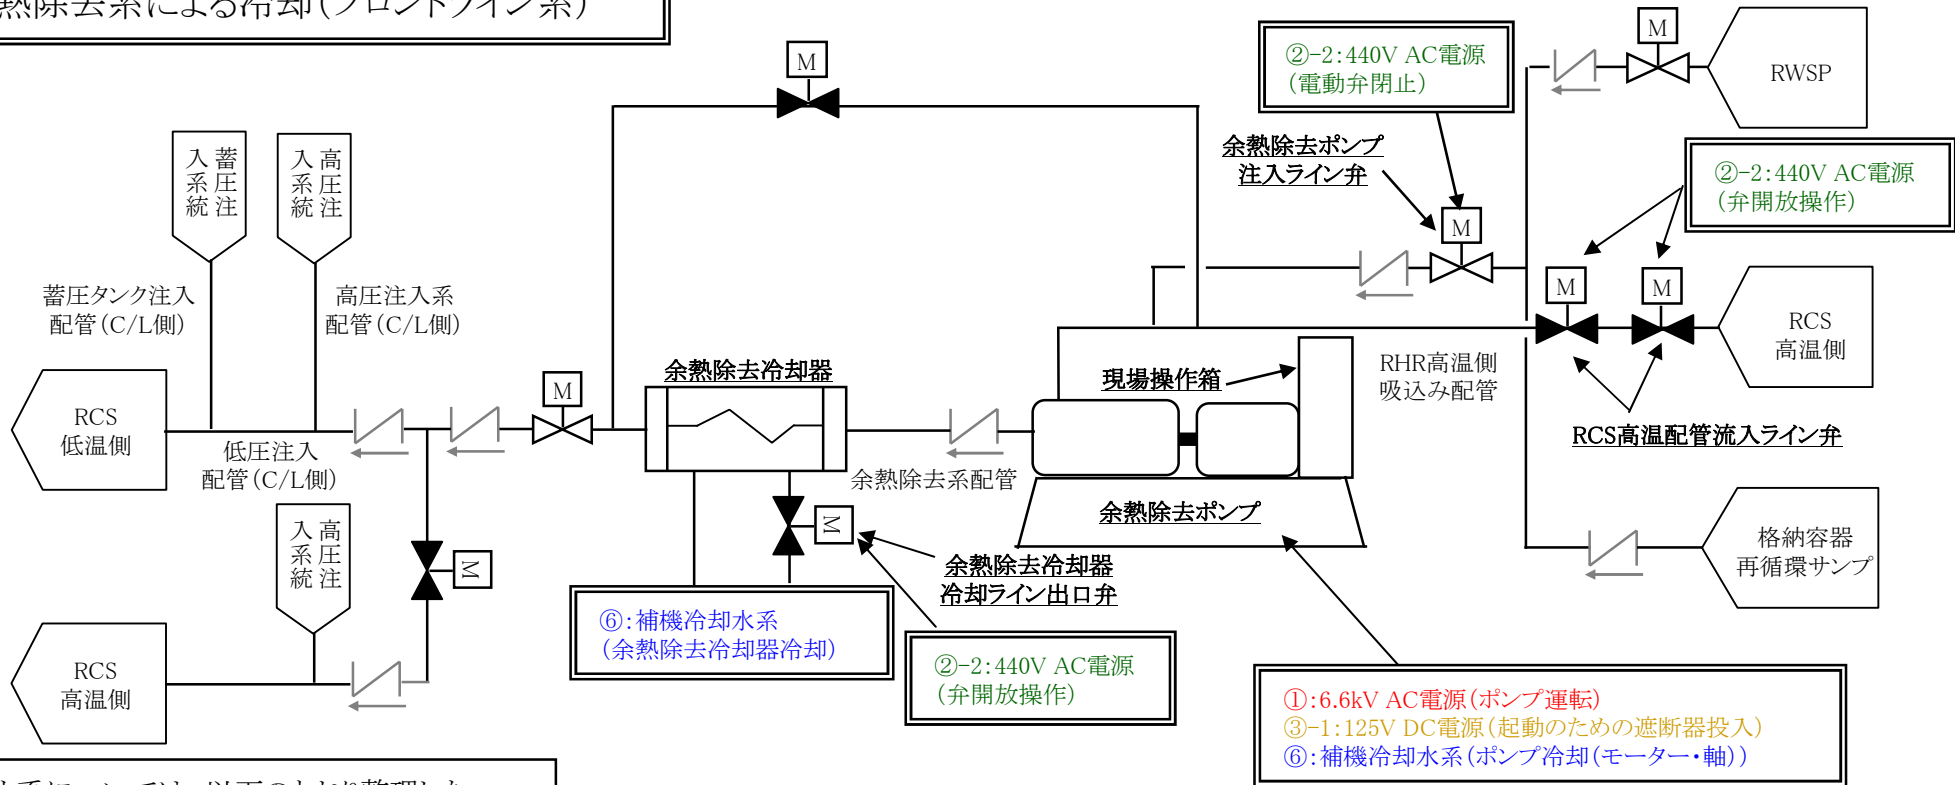 熱除去系による冷却(フロントライン系)
M
②-2:440V AC電源
(電動弁閉止)
M
RWSP
余熱除去ポンプ
注入ライン弁
M
②-2:440V AC電源
(弁開放操作)
蓄圧注
入系統
高圧注
入系統
蓄圧タンク注入
配管(C/L側)
高圧注入系
配管(C/L側)
M
M
RCS
高温側
余熱除去冷却器
M
現場操作箱
RHR高温側
吸込み配管
RCS
低温側
低圧注入
配管(C/L側)
RCS高温配管流入ライン弁
余熱除去系配管
余熱除去ポンプ
高圧注
入系統
M
M
余熱除去冷却器
冷却ライン出口弁
格納容器
再循環サンプ
⑥:補機冷却水系
(余熱除去冷却器冷却)
②-2:440V AC電源
(弁開放操作)
RCS
高温側
①:6.6kV AC電源(ポンプ運転)
③-1:125V DC電源(起動のための遮断器投入)
⑥:補機冷却水系(ポンプ冷却(モーター・軸))